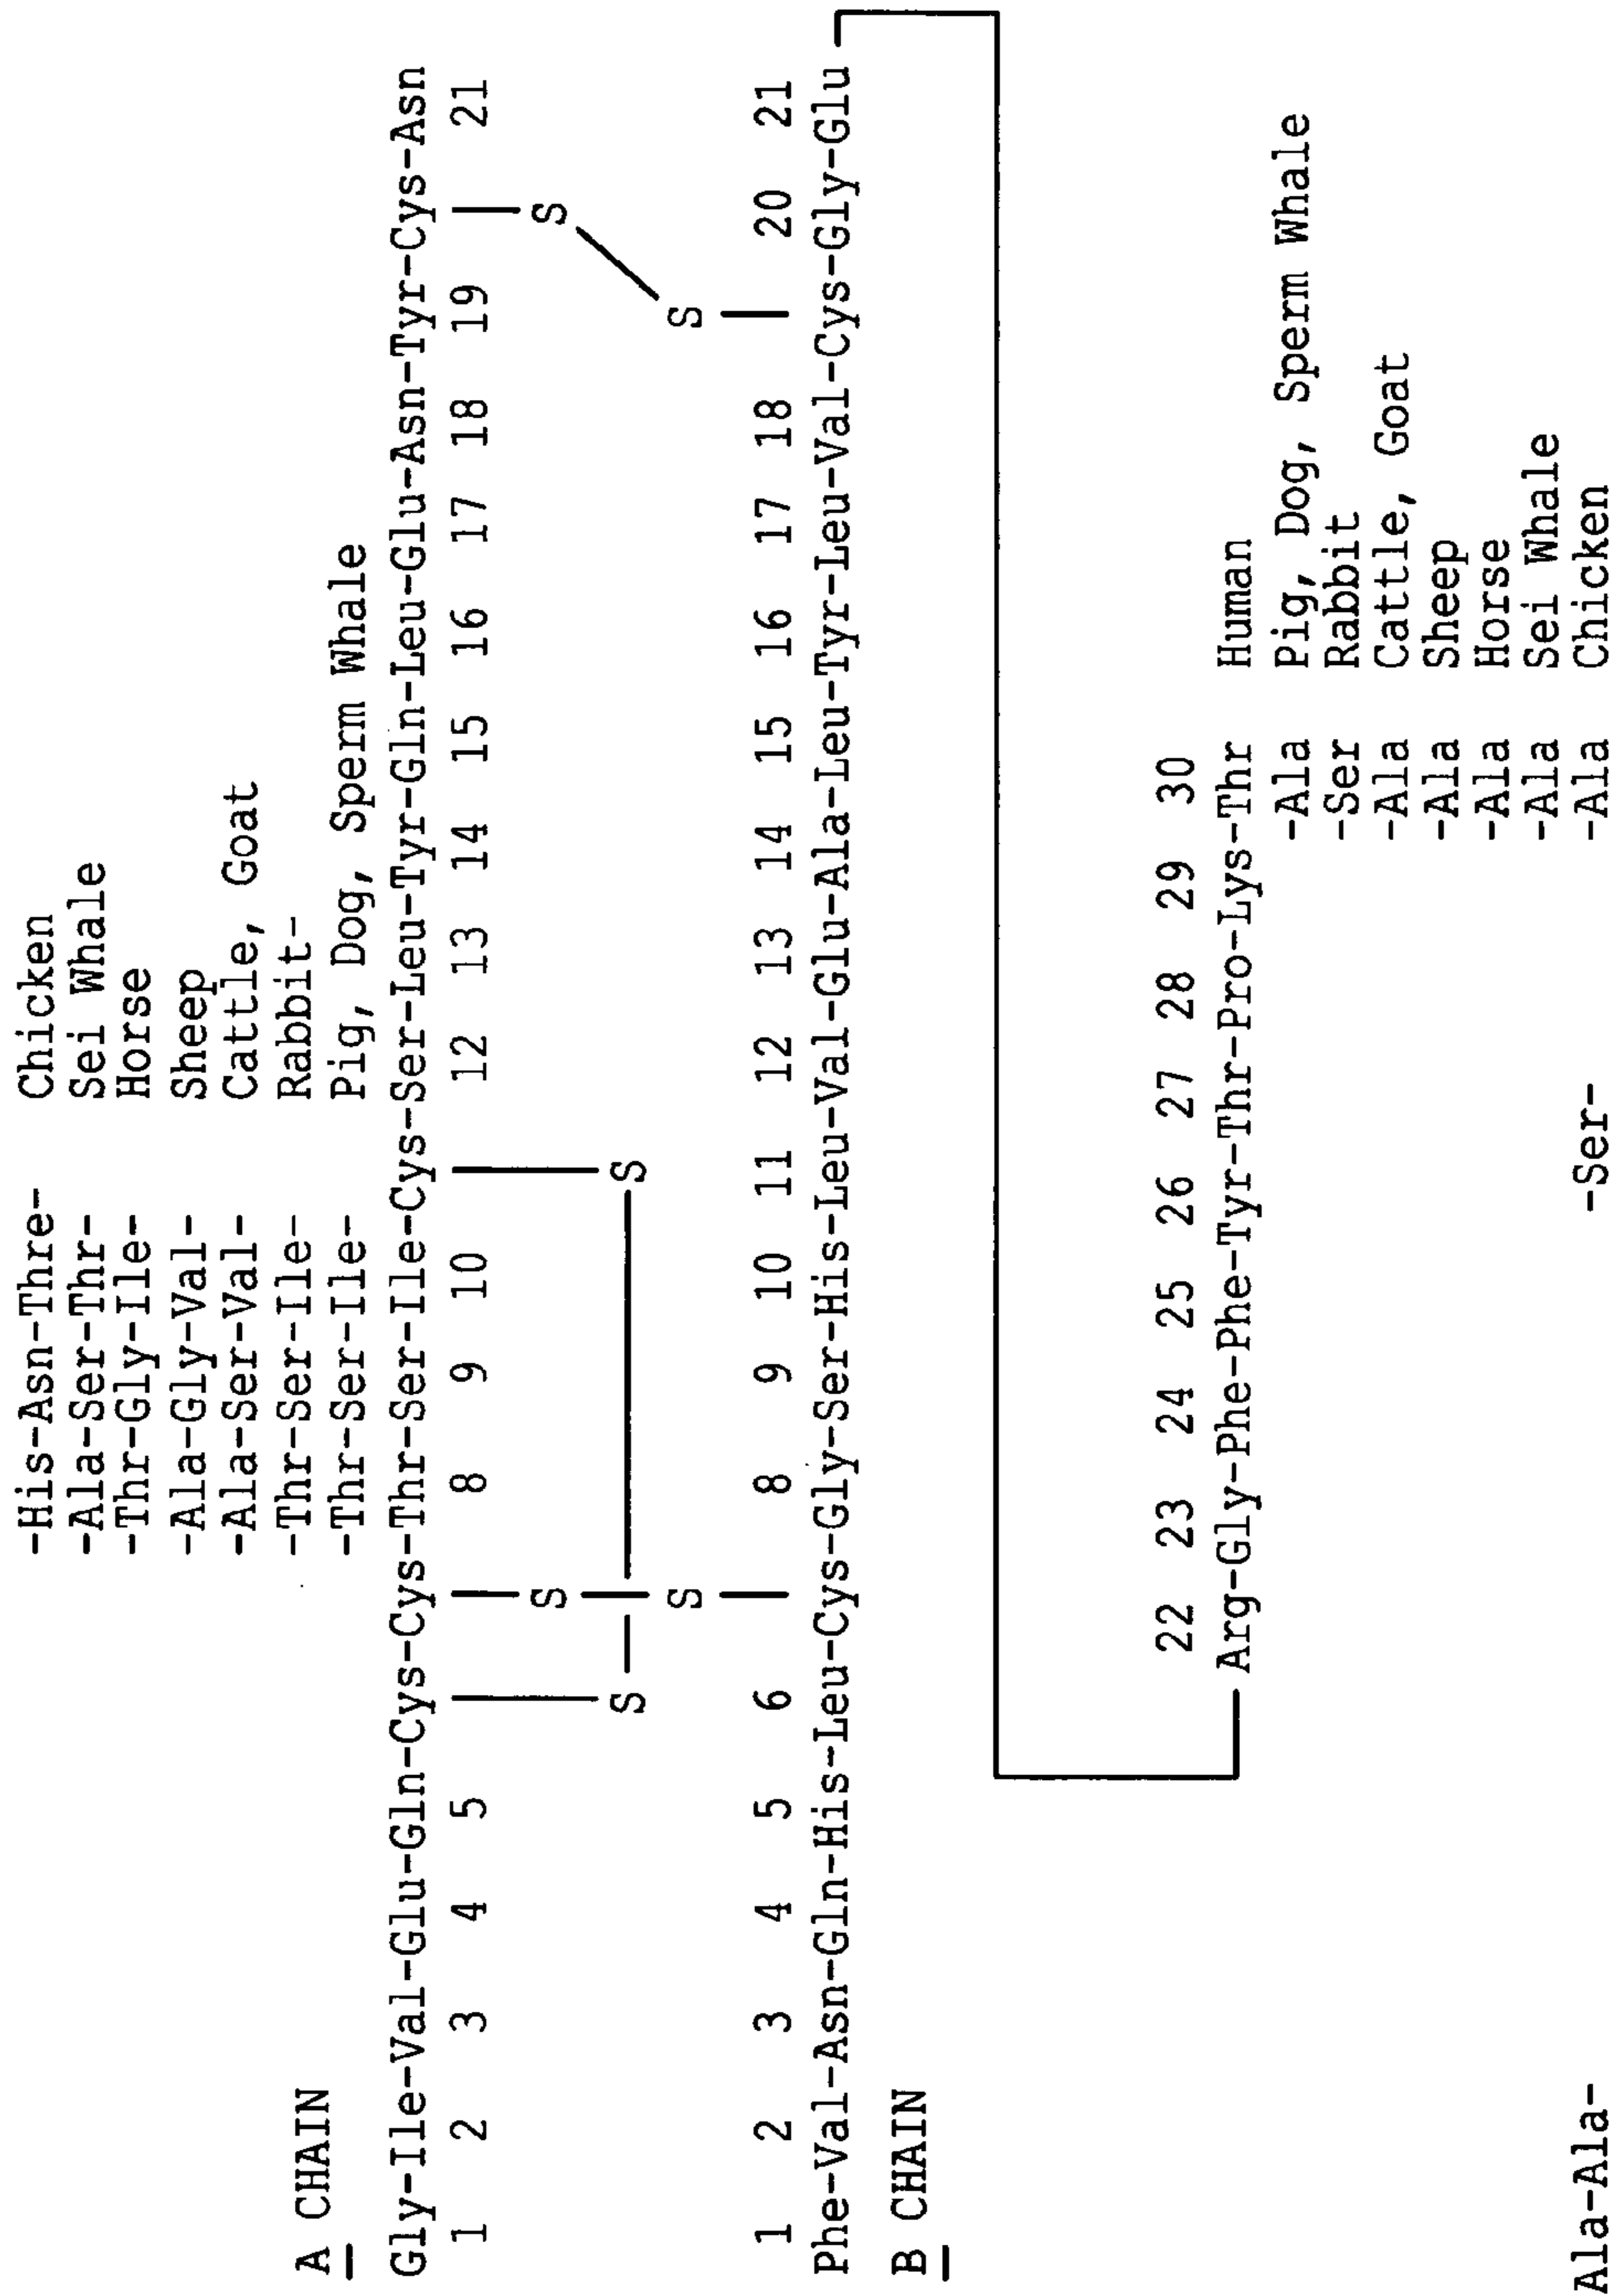 -His-Asn-Thre- Chicken
-Ala-Ser-Thr- Sei Whale
-Thr-Gly-Ile- Horse
-Ala-Gly-Val- Sheep
-Ala-Ser-Val- Cattle, Goat
-Thr-Ser-Ile- Rabbit-
A CHAIN -Thr-Ser-Ile- Pig, Dog, Sperm Whale
Gly-Ile-Val-Glu-Gln-Cys-Cys-Thr-Ser-Ile-Cys-Ser-Leu-Tyr-Gln-Leu-Glu-Asn-Tyr-Cys-Asn
1 2 3 4 5 8 9 10 12 13 14 15 16 17 18 19 21
S S
S S
S S
1 2 3 4 5 6 8 9 10 11 12 13 14 15 16 17 18 20 21
Phe-Val-Asn-Gln-His-Leu-Cys-Gly-Ser-His-Leu-Val-Glu-Ala-Leu-Tyr-Leu-Val-Cys-Gly-Glu
B CHAIN
22 23 24 25 26 27 28 29 30
Arg-Gly-Phe-Phe-Tyr-Thr-Pro-Lys-Thr Human
-Ala Pig, Dog, Sperm Whale
-Ser Rabbit
-Ala Cattle, Goat
-Ala Sheep
-Ala Horse
-Ala Sei Whale
Ala-Ala- -Ser- -Ala Chicken